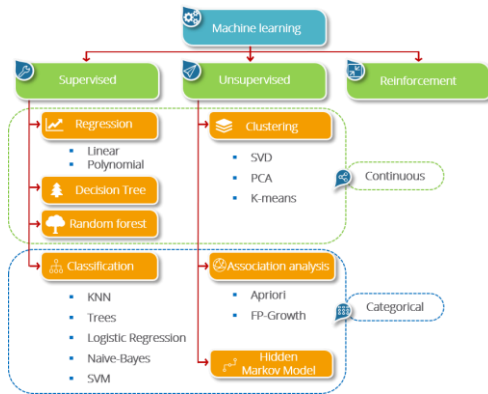 Machine learning
Supervised
Unsupervised
Reinforcement
Regression
Linear
Polynomial
Decision Tree
Random forest
Clustering
SVD
PCA
K-means
Continuous
Classification
KNN
Trees
Logistic Regression
Naive-Bayes
SVM
Association analysis
Apriori
FP-Growth
Hidden
Markov Model
Categorical